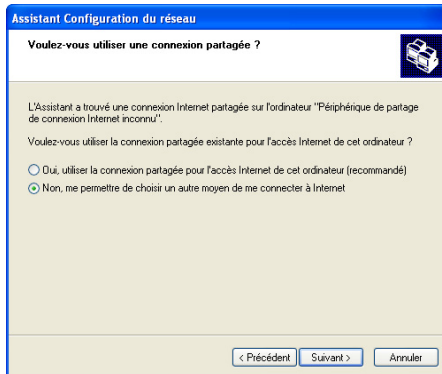 Assistant Configuration du réseau
Voulez-vous utiliser une connexion partagée ?
L'Assistant a trouvé une connexion Internet partagée sur l'ordinateur "Périphérique de partage
de connexion Internet inconnu".
Voulez-vous utiliser la connexion partagée existante pour l'accès Internet de cet ordinateur ?
Oui, utiliser la connexion partagée pour l'accès Internet de cet ordinateur (recommandé)
Non, me permettre de choisir un autre moyen de me connecter à Internet
< Précédent Suivant > Annuler